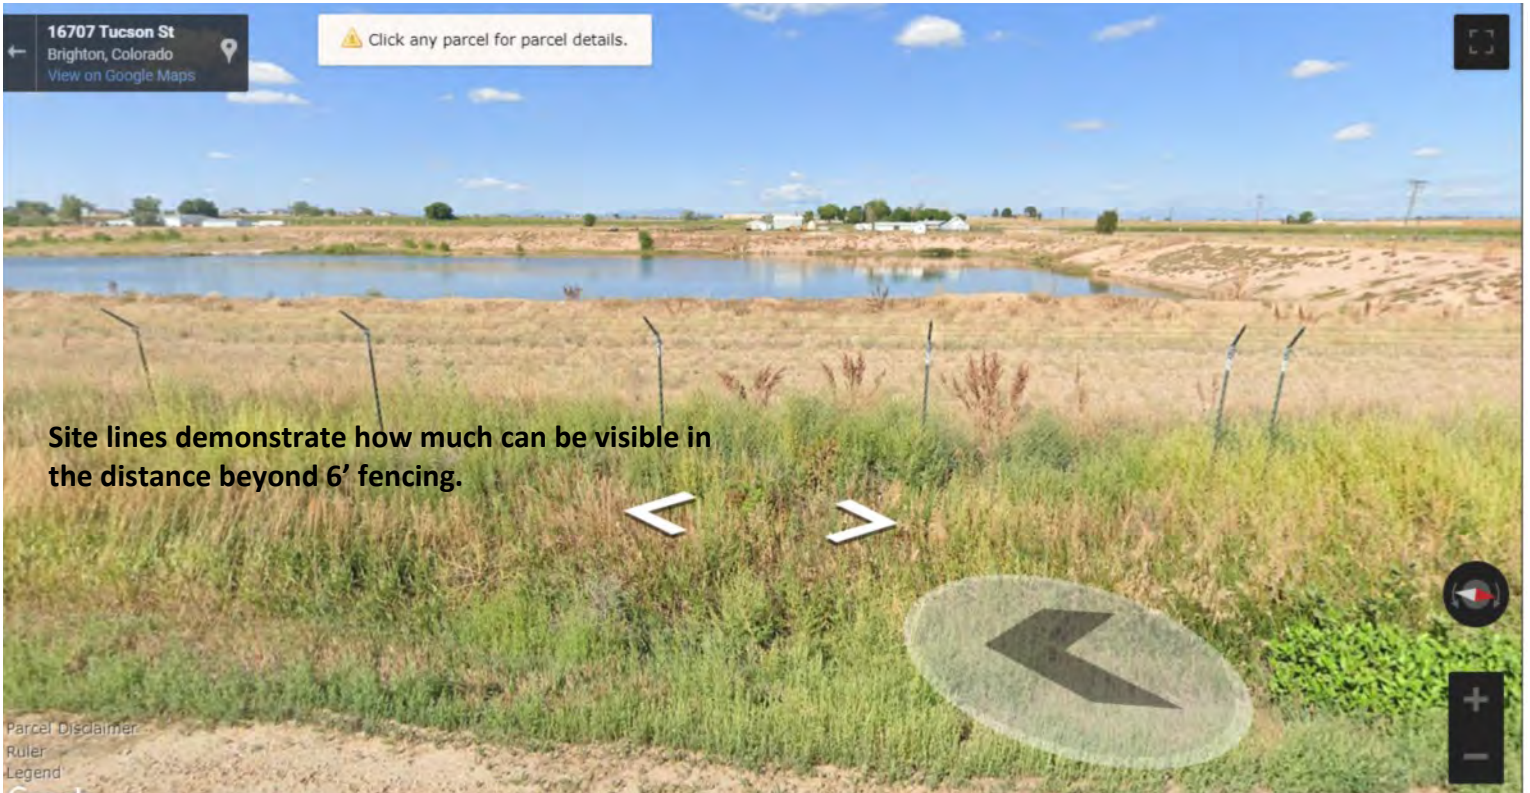 16707 Tucson St
Brighton, Colorado
View on Google Maps
Click any parcel for parcel details.
Site lines demonstrate how much can be visible in
the distance beyond 6’ fencing.
Parcel Disclaimer
Ruler
Legend